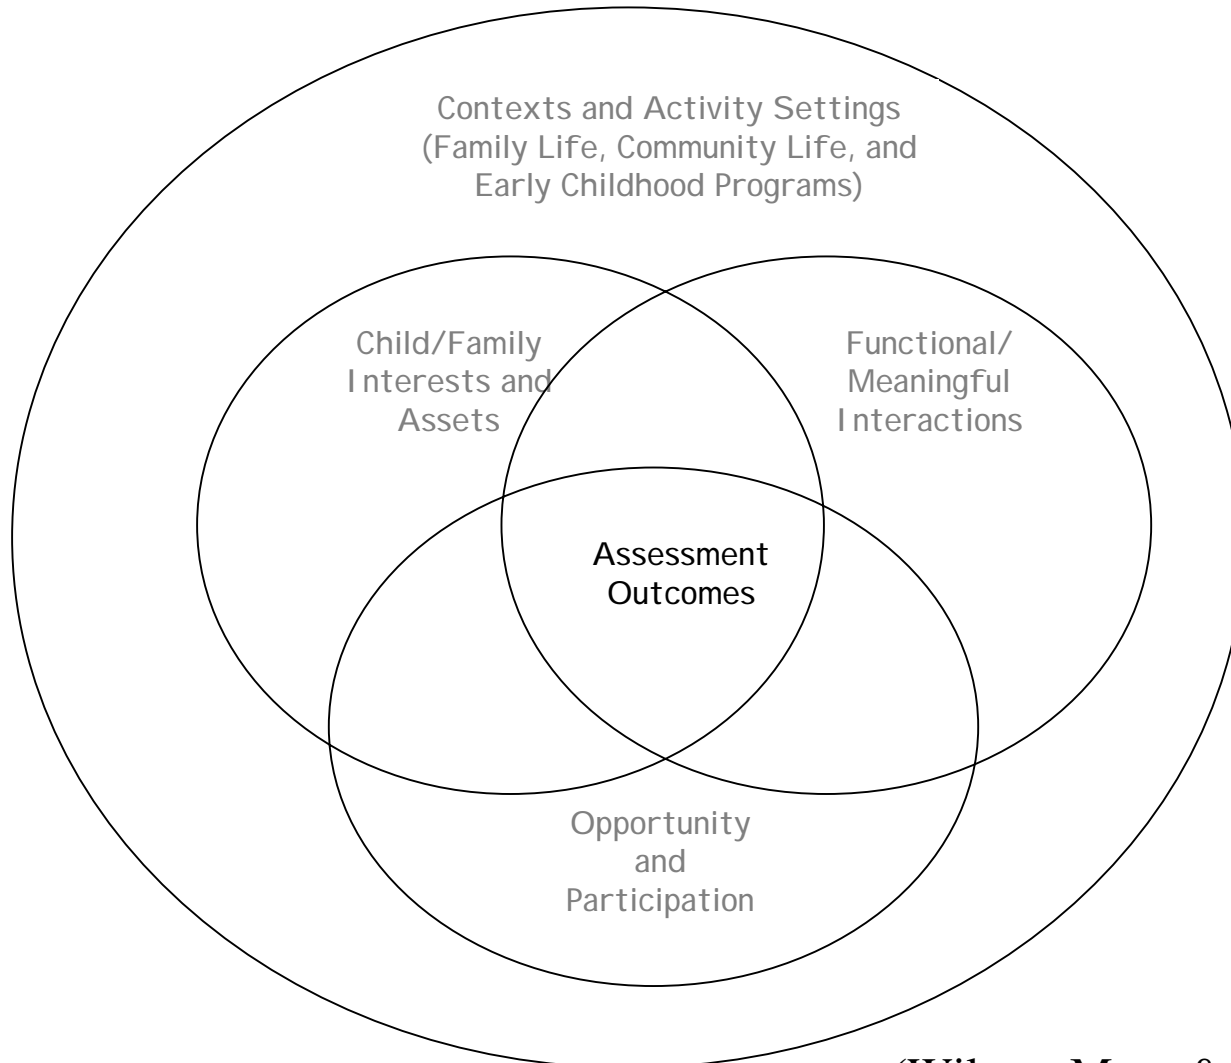 Contexts and Activity Settings
(Family Life, Community Life, and
Early Childhood Programs)
Child/Family
Interests and
Assets
Functional/
Meaningful
Interactions
Assessment
Outcomes
Opportunity
and
Participation